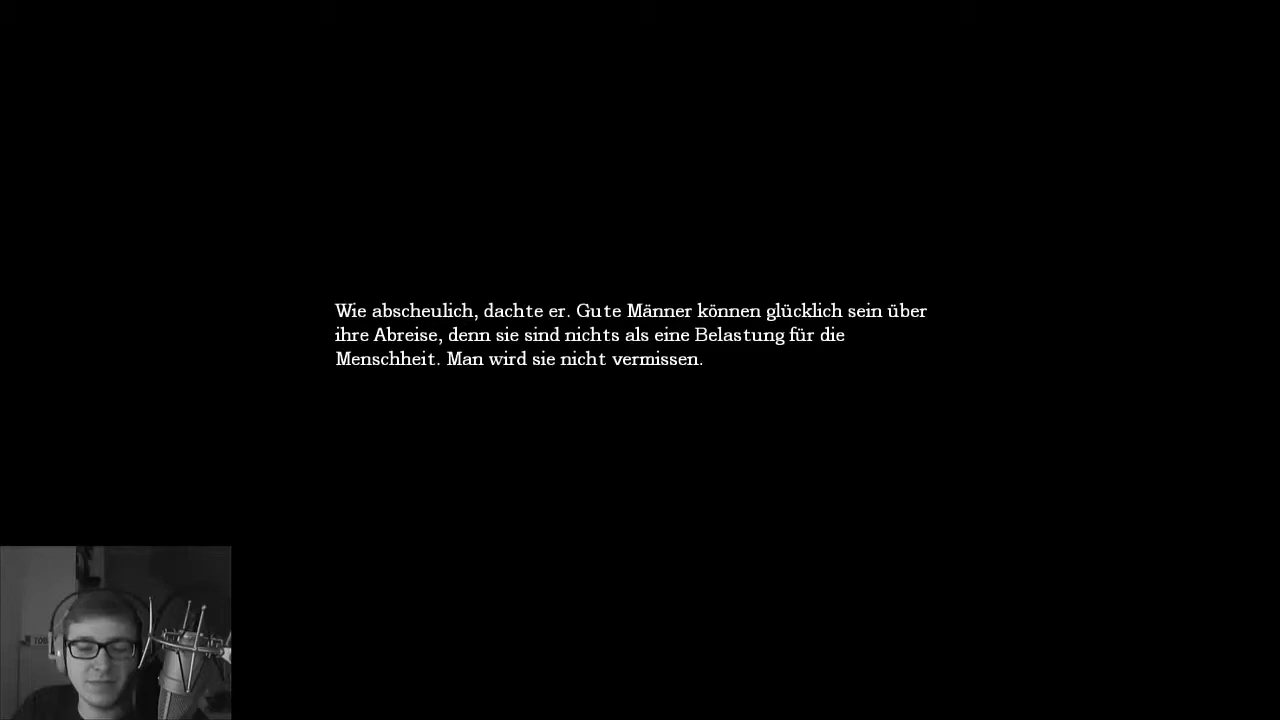 Wie abscheulich, dachte er. Gute Männer können glücklich sein über
ihre Abreise, denn sie sind nichts als eine Belastung für die
Menschheit. Man wird sie nicht vermissen.